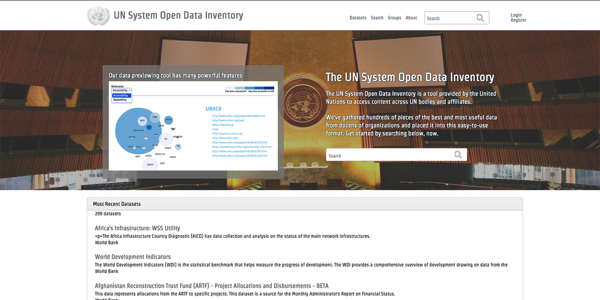 UN System Open Data Inventory
Datasets Search Groups About
Search
Login
Register
Our data previewing tool has many powerful features
UNHCR
The UN System Open Data Inventory
The UN System Open Data Inventory is a tool provided by the United
Nations to access content across UN bodies and affiliates.
We've gathered hundreds of pieces of the best and most useful data
from dozens of organizations and placed it into this easy-to-use
format. Get started by searching below, now.
Search
Most Recent Datasets
299 datasets
Africa's Infrastructure: WSS Utility
<p>The Africa Infrastructure Country Diagnostic (AICD) has data collection and analysis on the status of the main network infrastructures.
World Bank
World Development Indicators
The World Development Indicators (WDI) is the statistical benchmark that helps measure the progress of development. The WDI provides a comprehensive overview of development drawing on data from the
World Bank
Afghanistan Reconstruction Trust Fund (ARTF) - Project Allocations and Disbursements - BETA
This data represents allocations from the ARTF to specific projects. This dataset is a source for the Monthly Administrator's Report on Financial Status.
World Bank